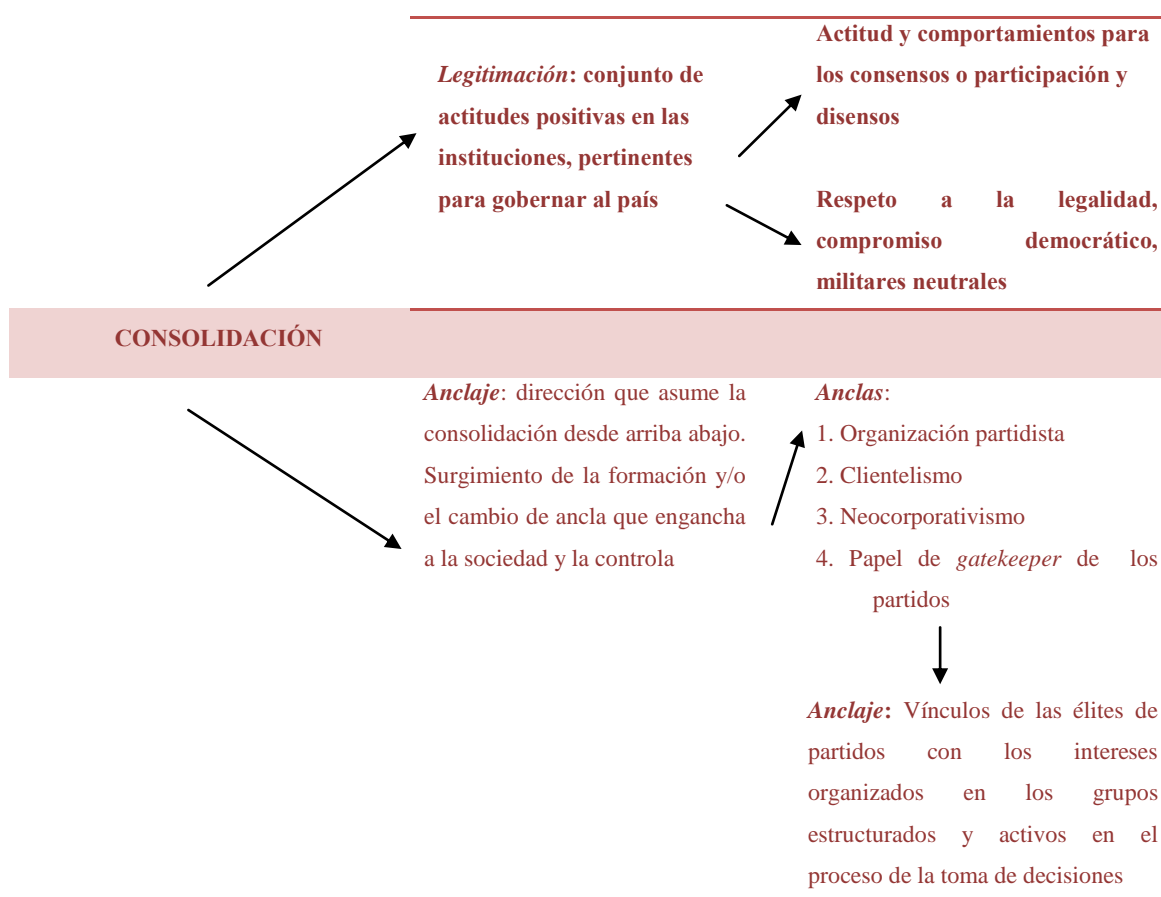 Legitimación: conjunto de
actitudes positivas en las
instituciones, pertinentes
para gobernar al país
Actitud y comportamientos para
los consensos o participación y
disensos
Respeto a la legalidad,
compromiso democrático,
militares neutrales
CONSOLIDACIÓN
Anclaje: dirección que asume la
consolidación desde arriba abajo.
Surgimiento de la formación y/o
el cambio de ancla que engancha
a la sociedad y la controla
Anclas:
1. Organización partidista
2. Clientelismo
3. Neocorporativismo
4. Papel de gatekeeper de los
partidos
Anclaje: Vínculos de las élites de
partidos con los intereses
organizados en los grupos
estructurados y activos en el
proceso de la toma de decisiones